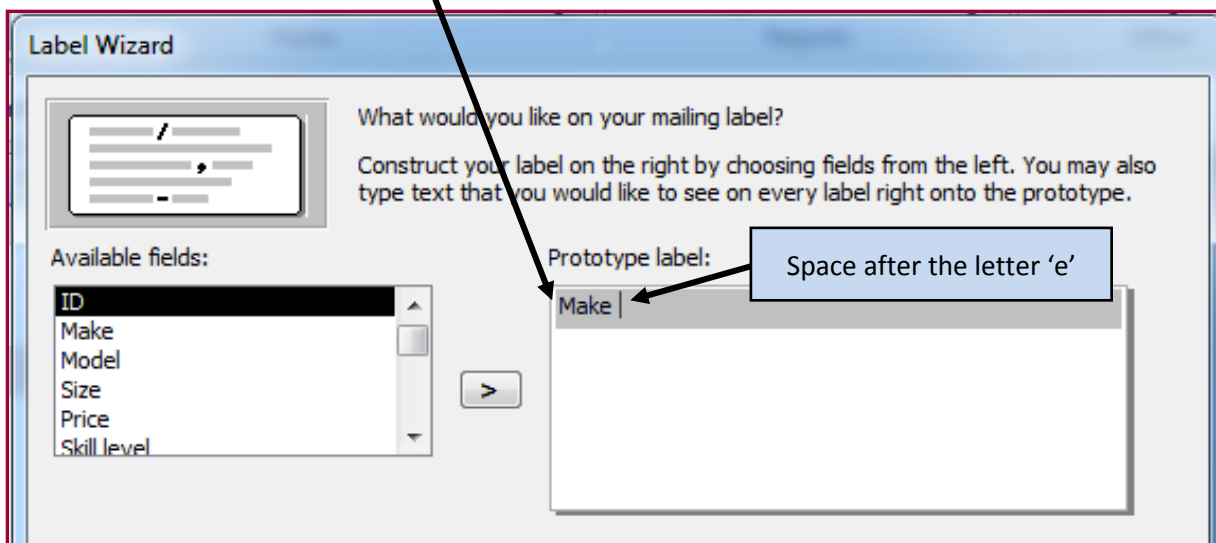 Label Wizard
What would you like on your mailing label?
Construct your label on the right by choosing fields from the left. You may also
type text that you would like to see on every label right onto the prototype.
Available fields:
Prototype label:
Space after the letter ‘e’
ID
Make
Model
Size
Price
Skill level
>
Make